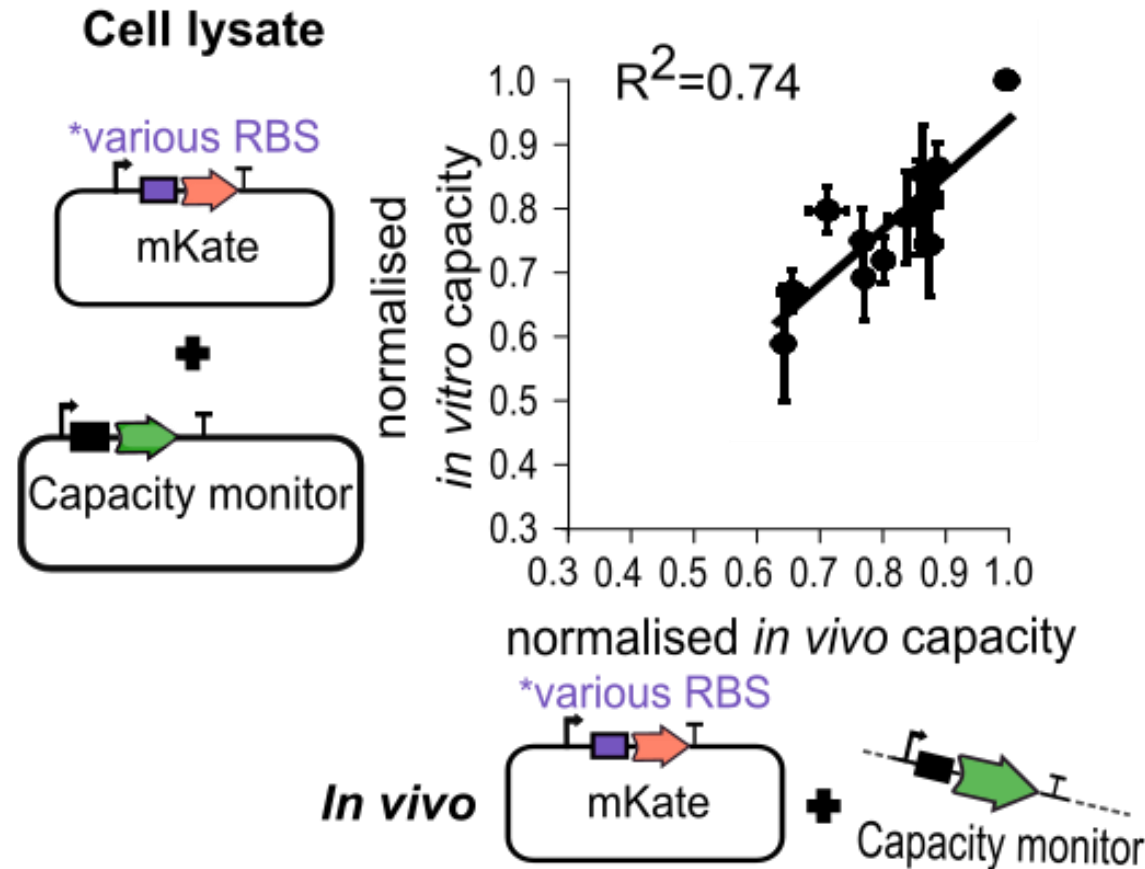 Cell lysate
*various RBS
mKate
Capacity monitor
R²=0.74
normalised
in vitro capacity
1.0
0.9
0.8
0.7
0.6
0.5
0.4
0.3
0.3 0.4 0.5 0.6 0.7 0.8 0.9 1.0
normalised in vivo capacity
*various RBS
In vivo
mKate
Capacity monitor